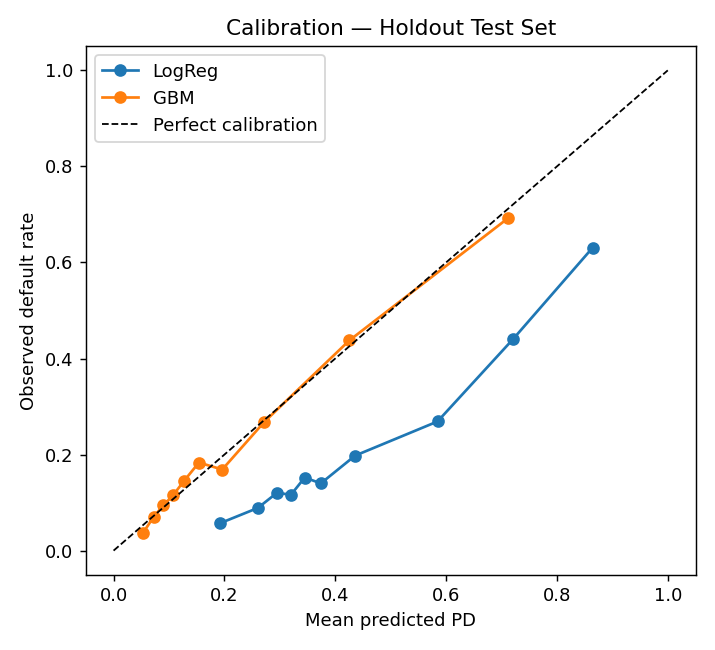 Calibration — Holdout Test Set
LogReg
GBM
Perfect calibration
Observed default rate
1.0
0.8
0.6
0.4
0.2
0.0
0.0 0.2 0.4 0.6 0.8 1.0
Mean predicted PD